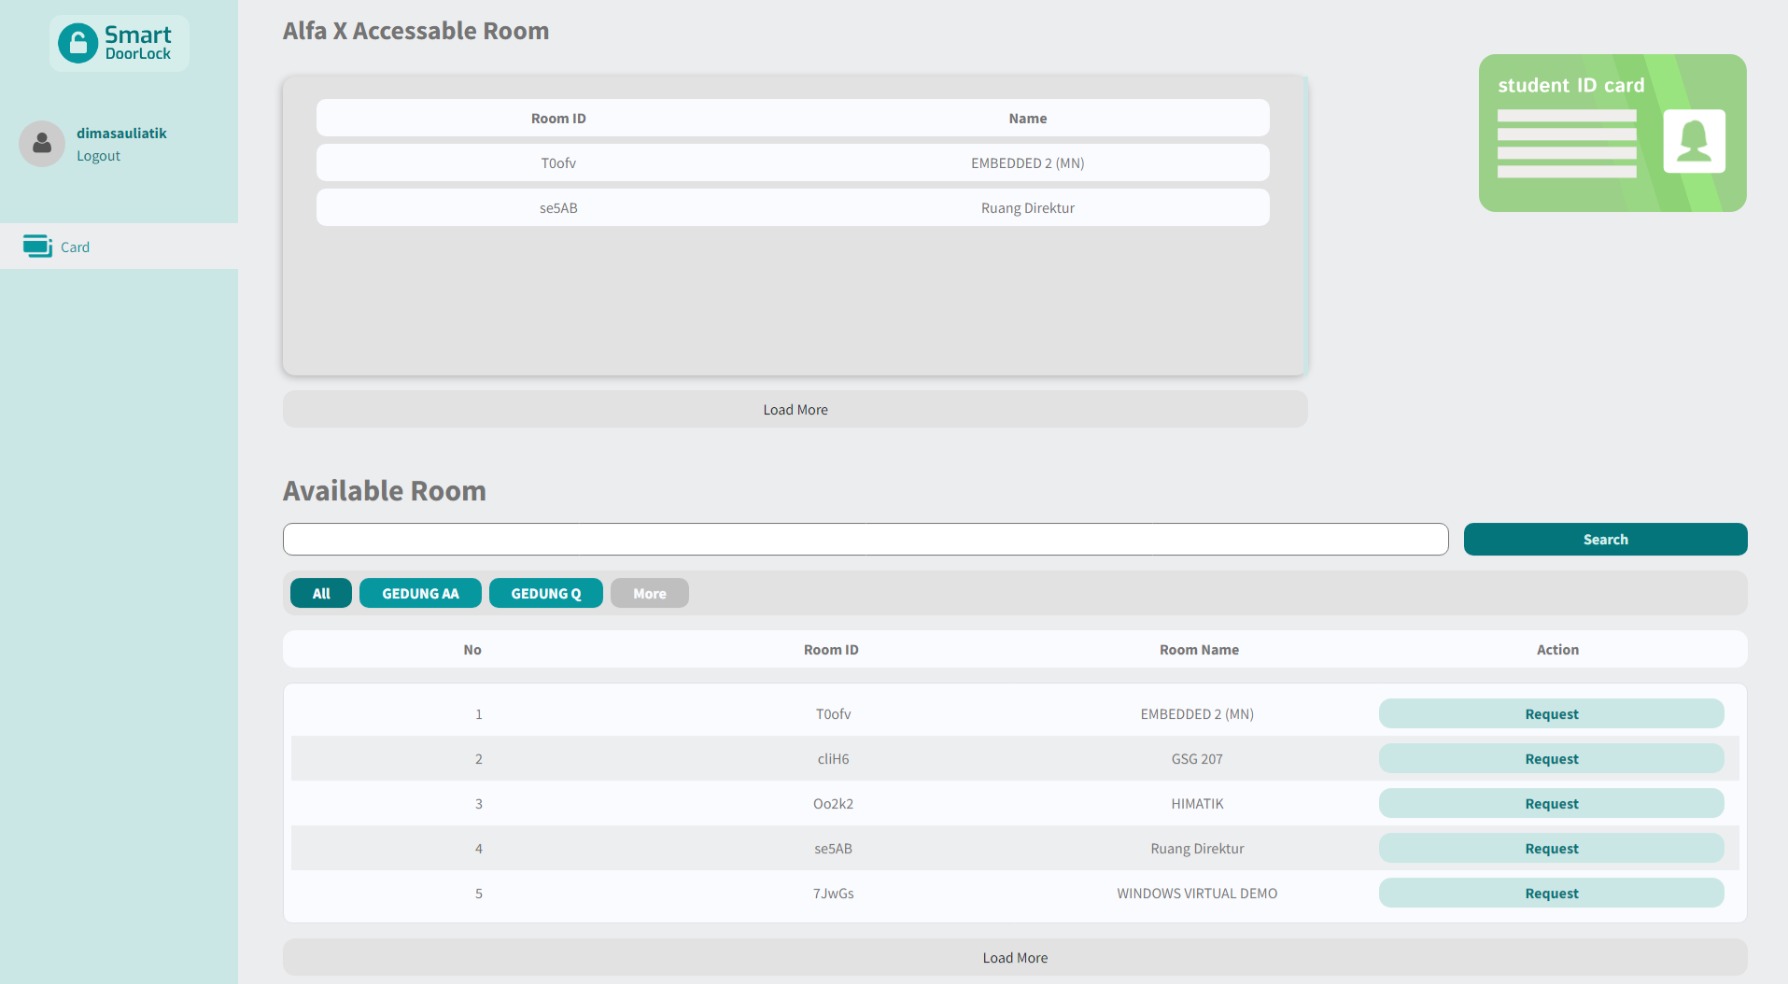 Smart
DoorLock
dimasauliatik
Logout
Card
Alfa X Accessable Room
Room ID Name
T0ofv EMBEDDED 2 (MN)
se5AB Ruang Direktur
Load More
student ID card
Available Room
Search
All GEDUNG AA GEDUNG Q More
No Room ID Room Name Action
1 T0ofv EMBEDDED 2 (MN) Request
2 cliH6 GSG 207 Request
3 Oo2k2 HIMATIK Request
4 se5AB Ruang Direktur Request
5 7JwGs WINDOWS VIRTUAL DEMO Request
Load More